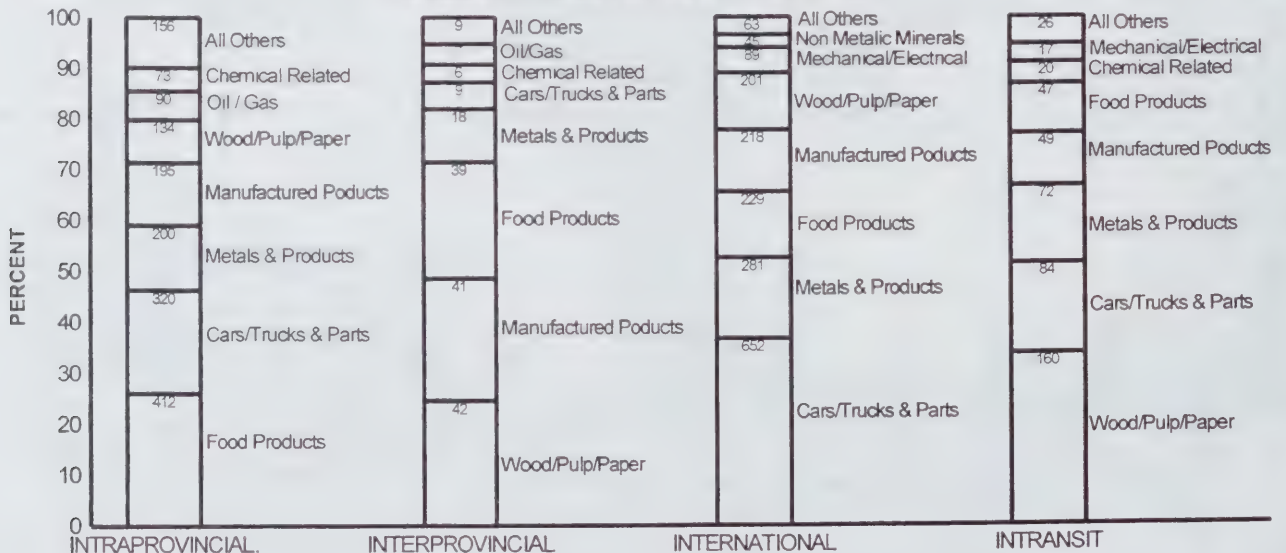 PERCENT
100
90
80
70
60
50
40
30
20
10
0
156 All Others
73 Chemical Related
90 Oil / Gas
134 Wood/Pulp/Paper
195 Manufactured Poducts
200 Metals & Products
320 Cars/Trucks & Parts
412 Food Products
INTRAPROVINCIAL.
9 All Others
Oil/Gas
6 Chemical Related
9 Cars/Trucks & Parts
18 Metals & Products
39 Food Products
41 Manufactured Poducts
42 Wood/Pulp/Paper
INTERPROVINCIAL
63 All Others
45 Non Metalic Minerals
89 Mechanical/Electrical
201 Wood/Pulp/Paper
218 Manufactured Poducts
229 Food Products
281 Metals & Products
652 Cars/Trucks & Parts
INTERNATIONAL
26 All Others
17 Mechanical/Electrical
20 Chemical Related
47 Food Products
49 Manufactured Poducts
72 Metals & Products
84 Cars/Trucks & Parts
160 Wood/Pulp/Paper
INTRANSIT